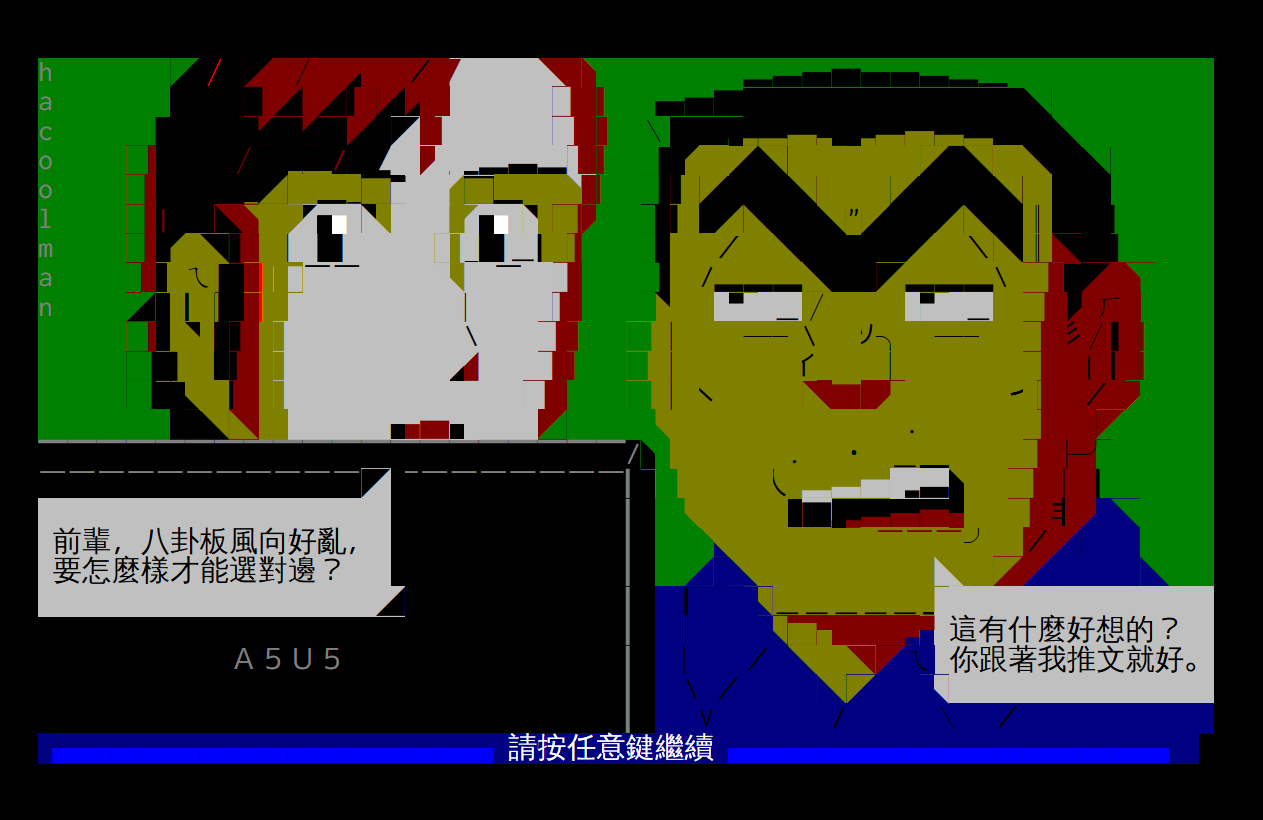 hacoolman
前輩，八卦板風向好亂，
要怎麼樣才能選對邊？
A5U5
這有什麼好想的？
你跟著我推文就好。
請按任意鍵繼續